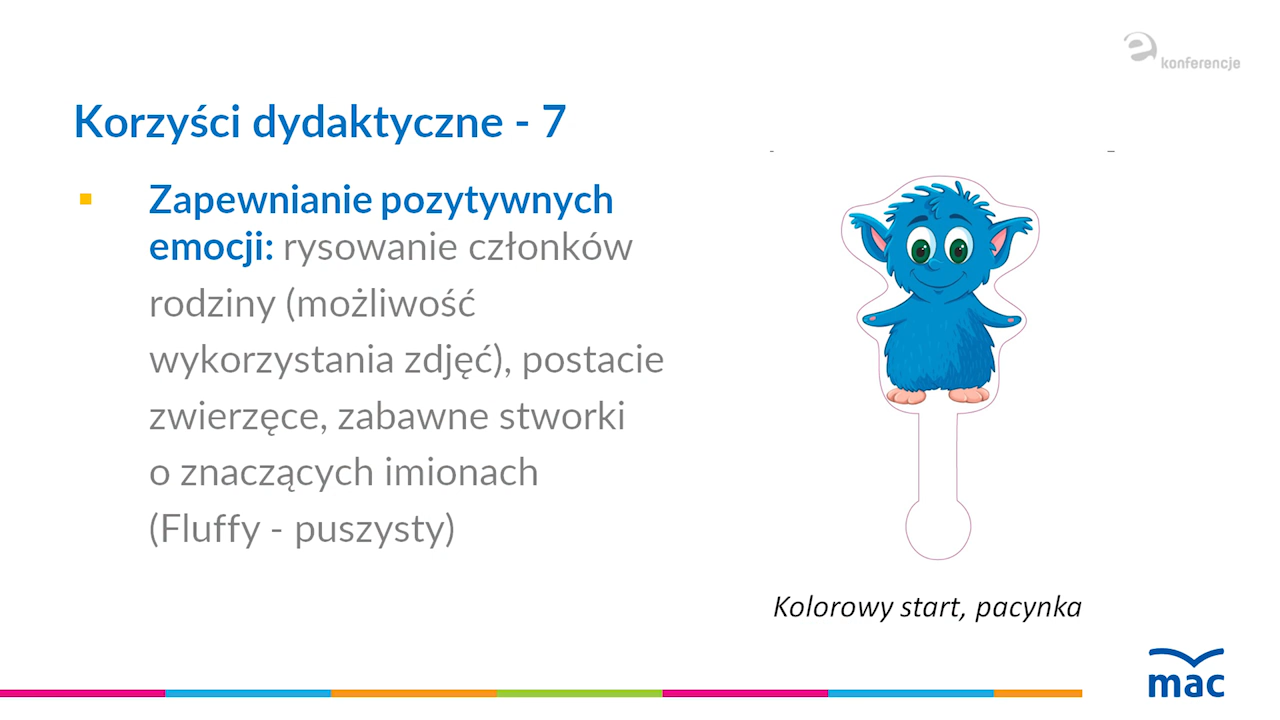 e konferencje
Korzyści dydaktyczne - 7
Zapewnianie pozytywnych
emocji: rysowanie członków
rodziny (możliwość
wykorzystania zdjęć), postacie
zwierzęce, zabawne stworki
o znaczących imionach
(Fluffy - puszysty)
Kolorowy start, pacynka
mac